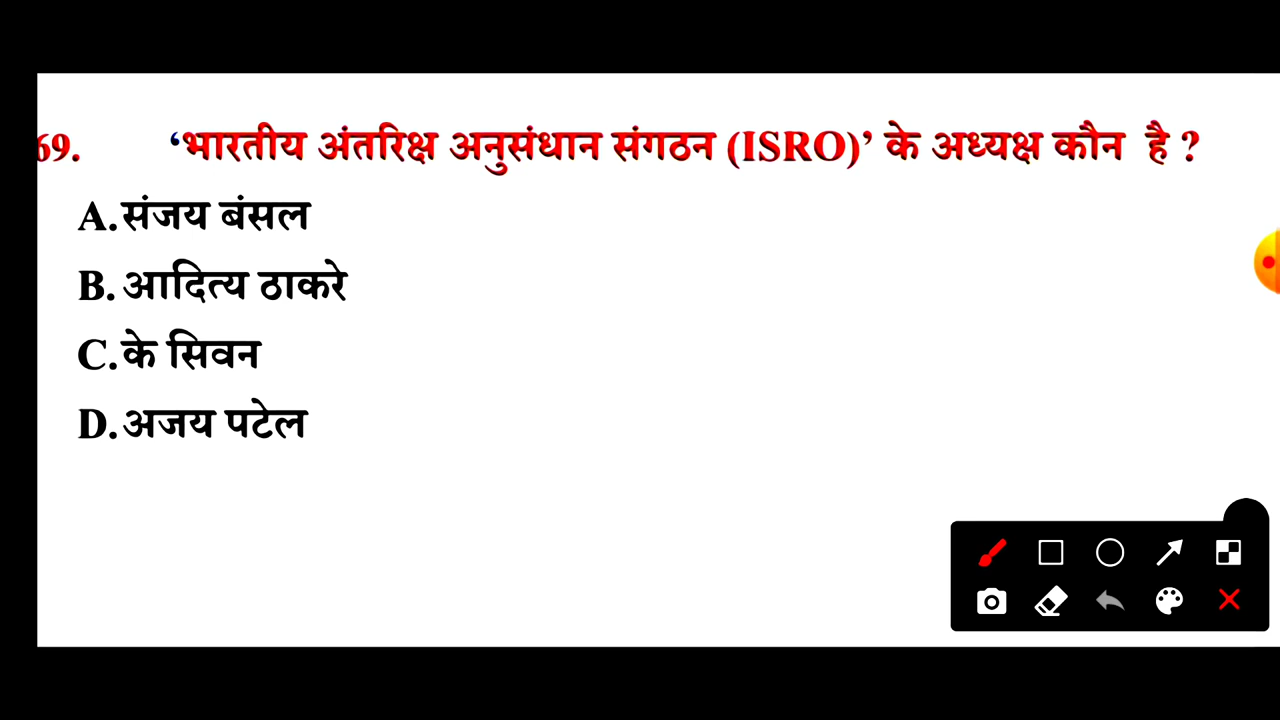 69. ‘भारतीय अंतरिक्ष अनुसंधान संगठन (ISRO)’ के अध्यक्ष कौन है ?
A.संजय बंसल
B. आदित्य ठाकरे
C.के सिवन
D.अजय पटेल